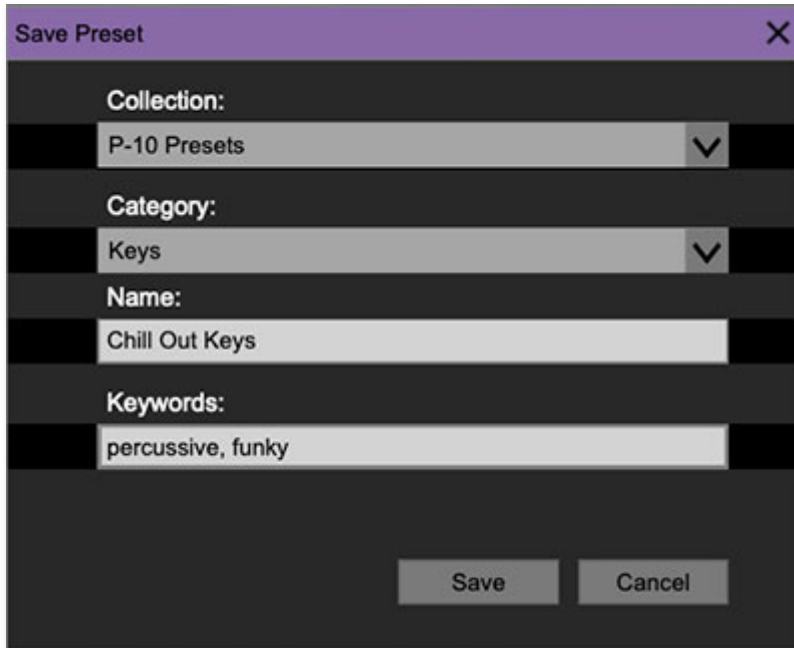 Save Preset
Collection:
P-10 Presets
Category:
Keys
Name:
Chill Out Keys
Keywords:
percussive, funky
Save Cancel